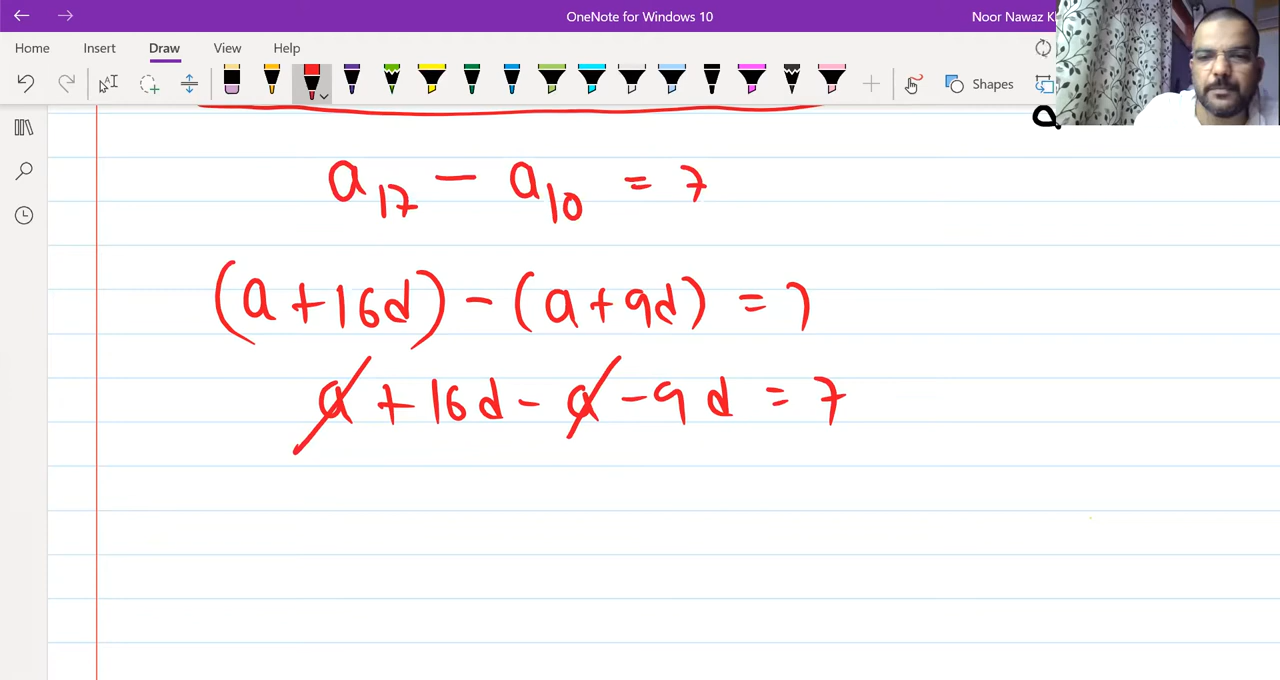 OneNote for Windows 10
Noor Nawaz K
Home Insert Draw View Help
Shapes
a₁₇ - a₁₀ = 7
(a + 16d) - (a + 9d) = 7
a + 16d - a - 9d = 7